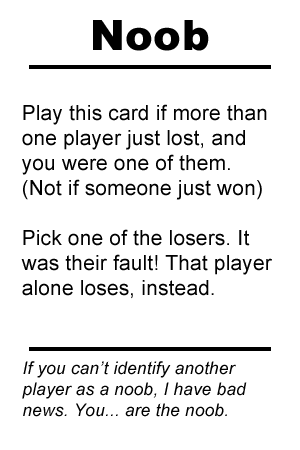 Noob
Play this card if more than
one player just lost, and
you were one of them.
(Not if someone just won)
Pick one of the losers. It
was their fault! That player
alone loses, instead.
If you can't identify another
player as a noob, I have bad
news. You... are the noob.